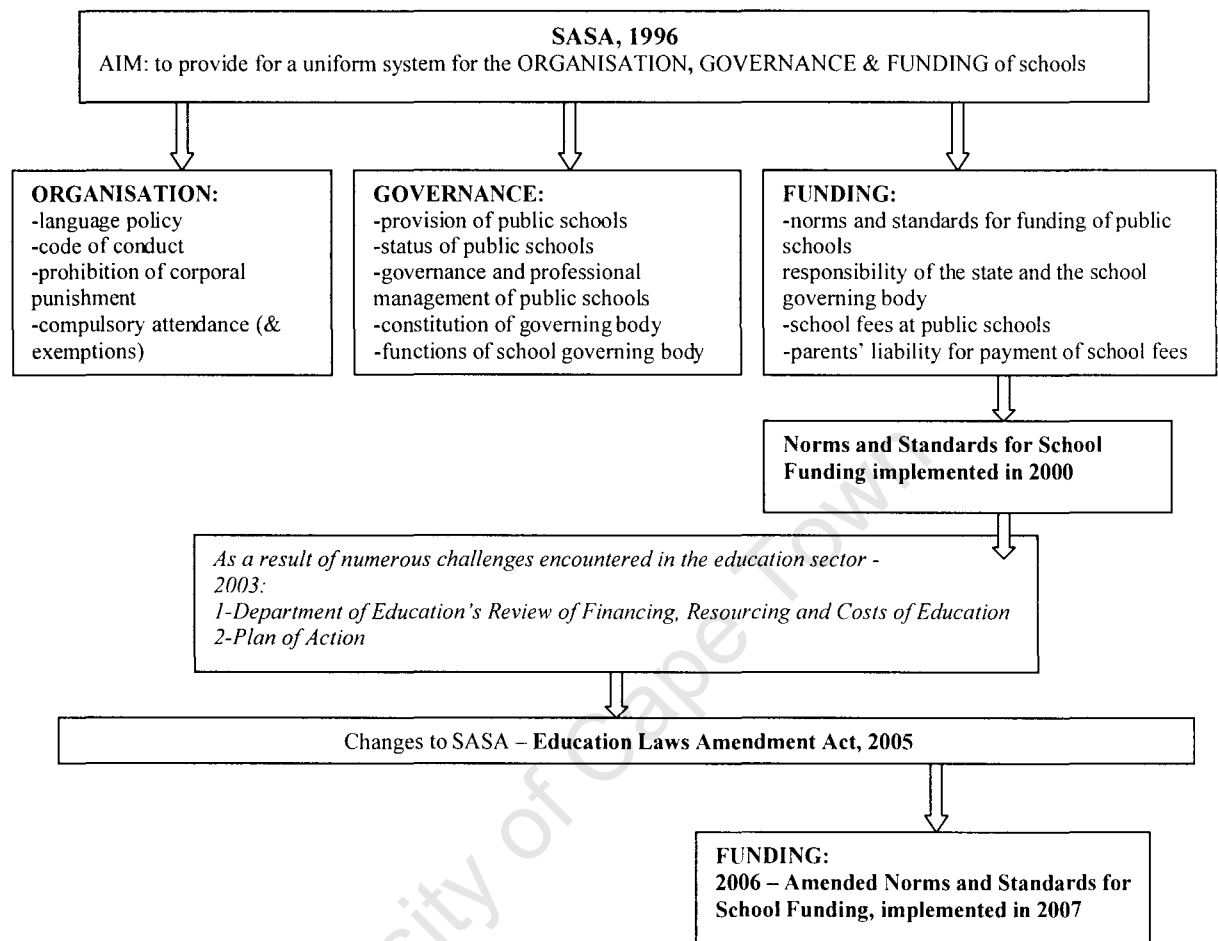 SASA, 1996
AIM: to provide for a uniform system for the ORGANISATION, GOVERNANCE & FUNDING of schools
ORGANISATION:
-language policy
-code of conduct
-prohibition of corporal
punishment
-compulsory attendance (&
exemptions)
GOVERNANCE:
-provision of public schools
-status of public schools
-governance and professional
management of public schools
-constitution of governing body
-functions of school governing body
FUNDING:
-norms and standards for funding of public
schools
responsibility of the state and the school
governing body
-school fees at public schools
-parents' liability for payment of school fees
Norms and Standards for School
Funding implemented in 2000
As a result of numerous challenges encountered in the education sector -
2003:
1-Department of Education's Review of Financing, Resourcing and Costs of Education
2-Plan of Action
Changes to SASA – Education Laws Amendment Act, 2005
FUNDING:
2006 – Amended Norms and Standards for
School Funding, implemented in 2007
sity of Cape Town